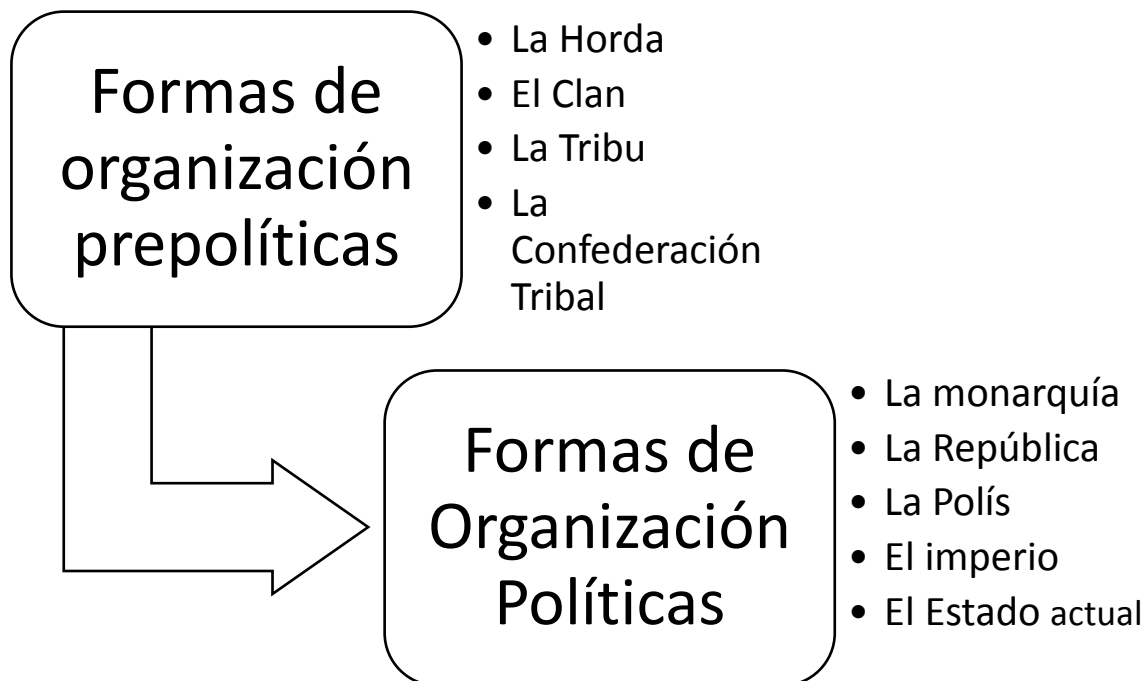 Formas de
organización
prepolíticas
• La Horda
• El Clan
• La Tribu
• La
Confederación
Tribal
Formas de
Organización
Políticas
• La monarquía
• La República
• La Polís
• El imperio
• El Estado actual